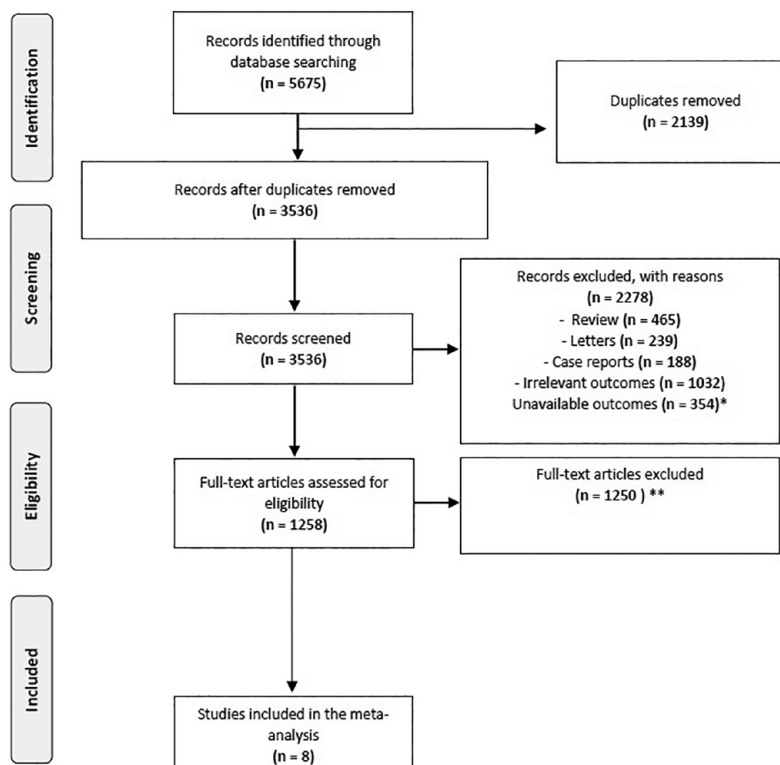 Identification
Records identified through
database searching
(n = 5675)
Duplicates removed
(n = 2139)
Records after duplicates removed
(n = 3536)
Screening
Records screened
(n = 3536)
Records excluded, with reasons
(n = 2278)
- Review (n = 465)
- Letters (n = 239)
- Case reports (n = 188)
- Irrelevant outcomes (n = 1032)
Unavailable outcomes (n = 354)*
Eligibility
Full-text articles assessed for
eligibility
(n = 1258)
Full-text articles excluded
(n = 1250 ) **
Included
Studies included in the meta-
analysis
(n = 8)